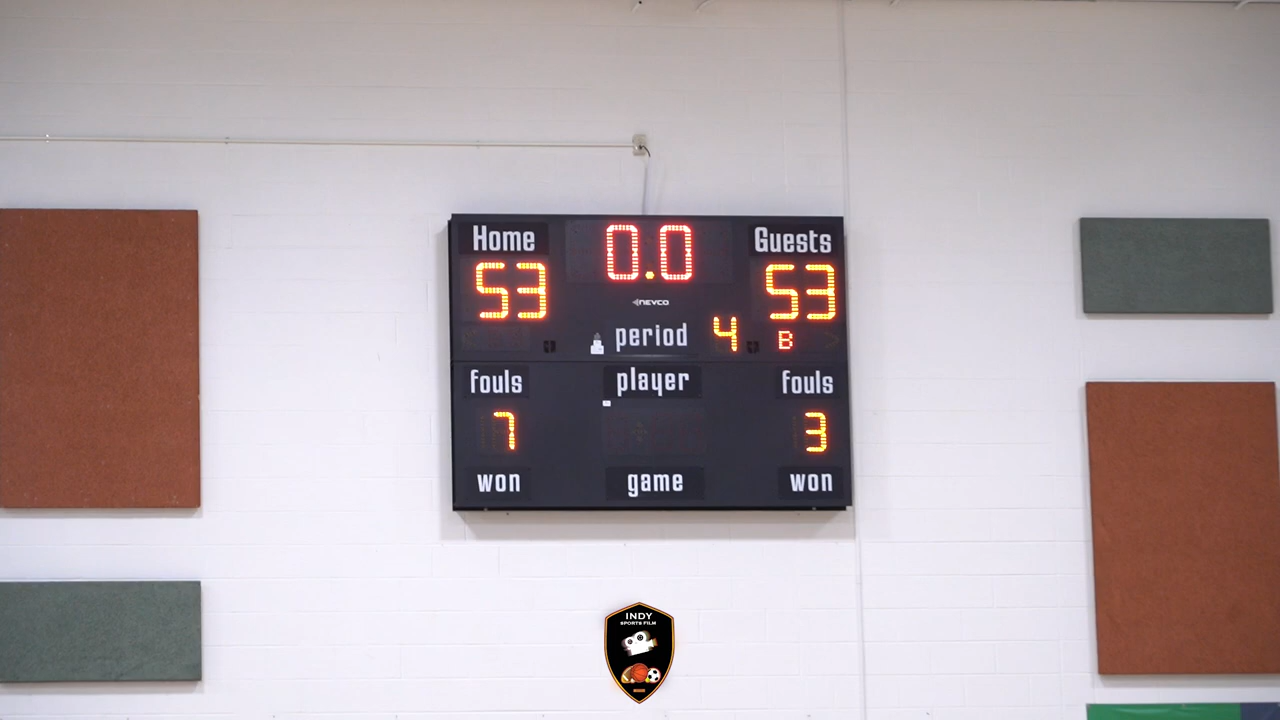 Home 0.0 Guests
53 53
NEVCO
period 4 B
fouls player fouls
7 3
won game won
INDY
SPORTS FILM